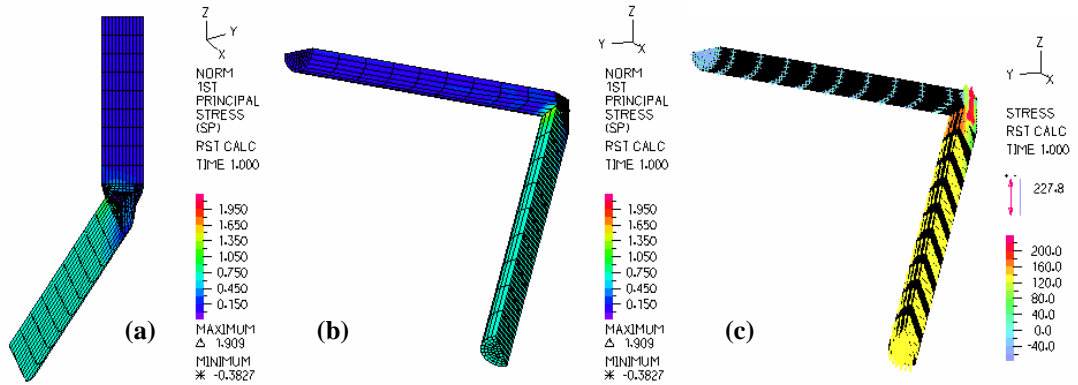 Z
Y
X
NORM
1ST
PRINCIPAL
STRESS
(SP)
RST CALC
TIME 1.000
1.950
1.650
1.350
1.050
0.750
0.450
0.150
MAXIMUM
Δ 1.909
MINIMUM
* -0.3827
(a)
Z
Y
X
NORM
1ST
PRINCIPAL
STRESS
(SP)
RST CALC
TIME 1.000
1.950
1.650
1.350
1.050
0.750
0.450
0.150
MAXIMUM
Δ 1.909
MINIMUM
* -0.3827
(b)
Z
Y
X
STRESS
RST CALC
TIME 1.000
+ -
227.8
200.0
160.0
120.0
80.0
40.0
0.0
-40.0
(c)